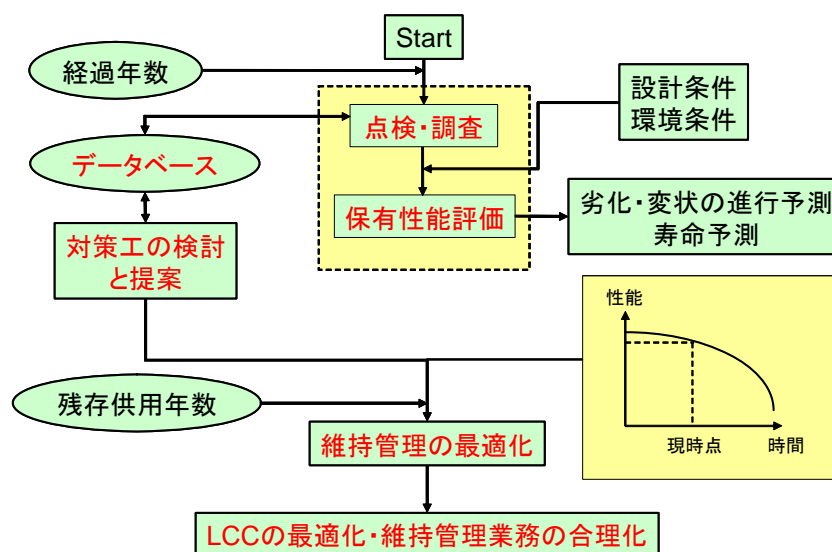 Start
経過年数
設計条件
環境条件
点検・調査
データベース
保有性能評価
劣化・変状の進行予測
寿命予測
対策工の検討
と提案
性能
現時点
時間
残存供用年数
維持管理の最適化
LCCの最適化・維持管理業務の合理化